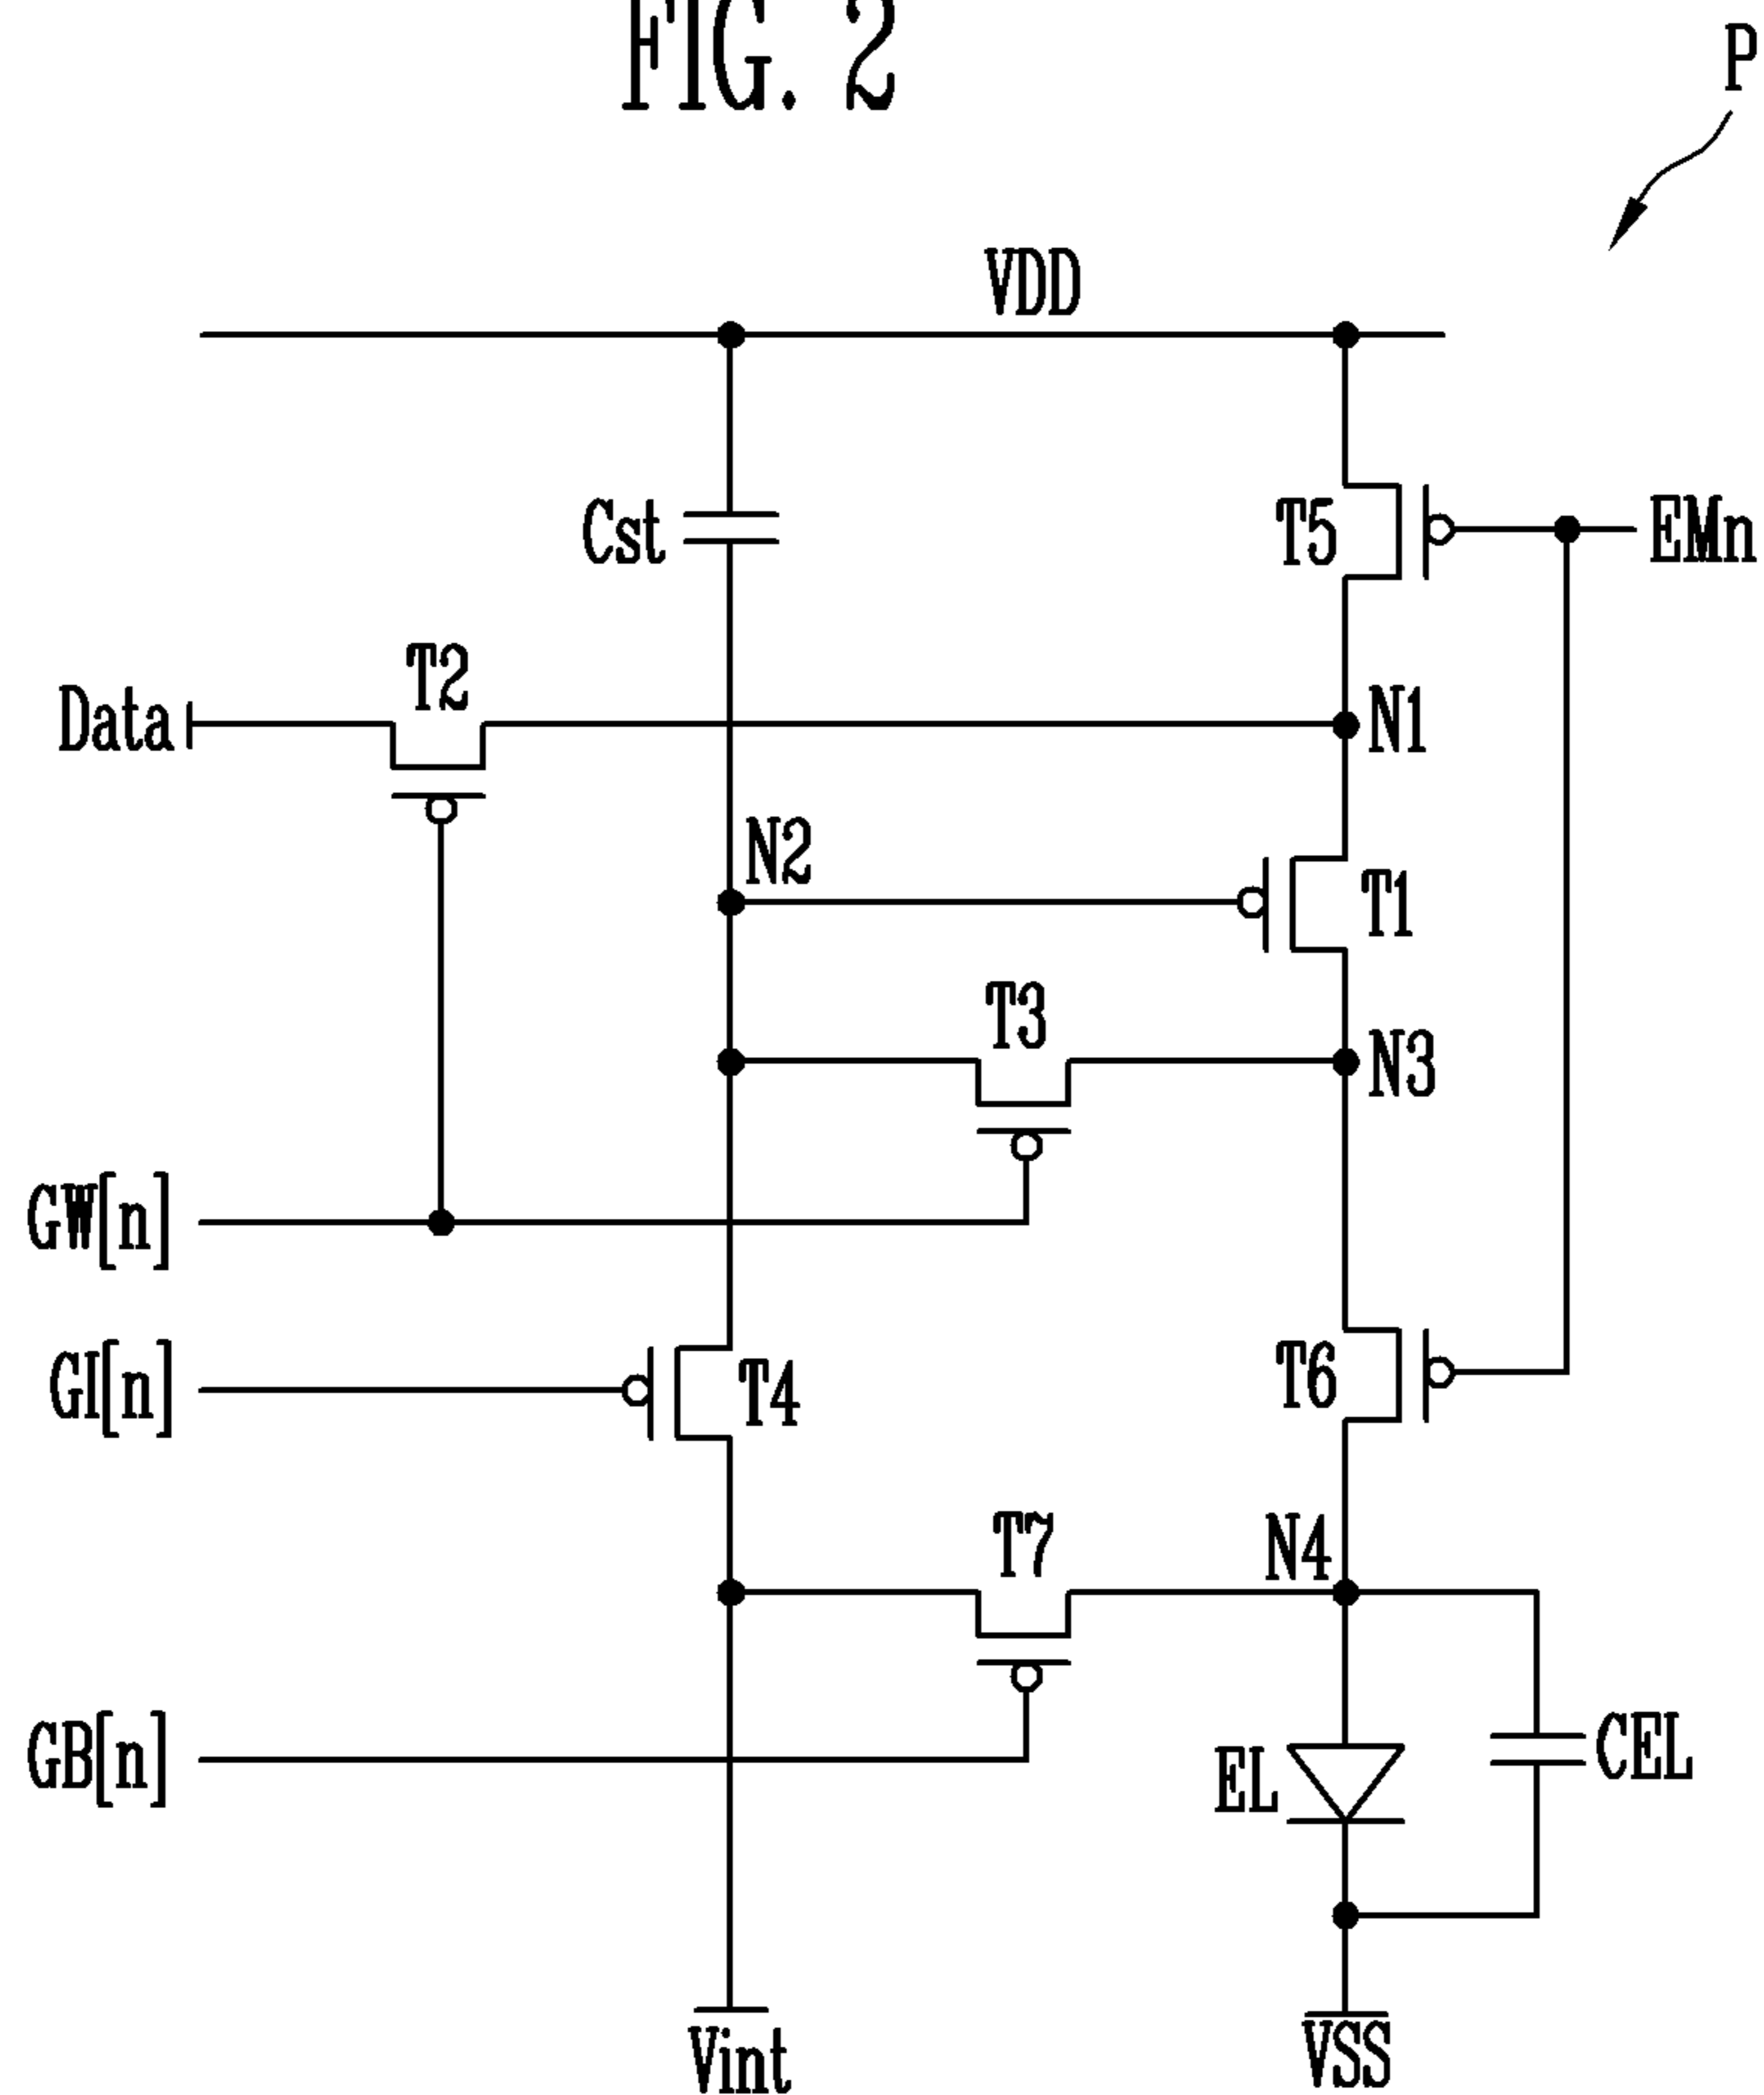 FIG. 2
P
VDD
Cst
T5
EMn
T2
Data
N1
N2
T1
T3
N3
GW[n]
GI[n]
T4
T6
T7
N4
GB[n]
EL
CEL
Vint
VSS